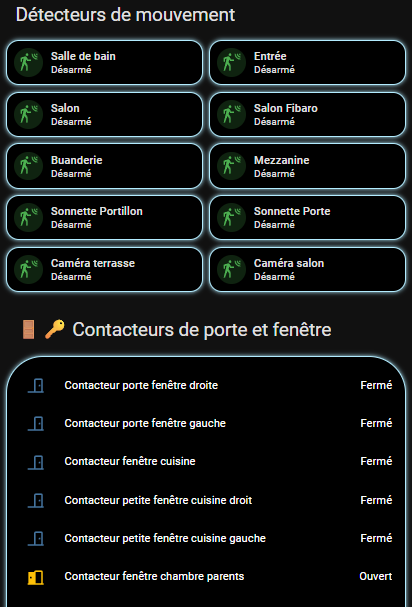 Détecteurs de mouvement
Salle de bain
Désarmé
Entrée
Désarmé
Salon
Désarmé
Salon Fibaro
Désarmé
Buanderie
Désarmé
Mezzanine
Désarmé
Sonnette Portillon
Désarmé
Sonnette Porte
Désarmé
Caméra terrasse
Désarmé
Caméra salon
Désarmé
Contacteurs de porte et fenêtre
Contacteur porte fenêtre droite Fermé
Contacteur porte fenêtre gauche Fermé
Contacteur fenêtre cuisine Fermé
Contacteur petite fenêtre cuisine droit Fermé
Contacteur petite fenêtre cuisine gauche Fermé
Contacteur fenêtre chambre parents Ouvert